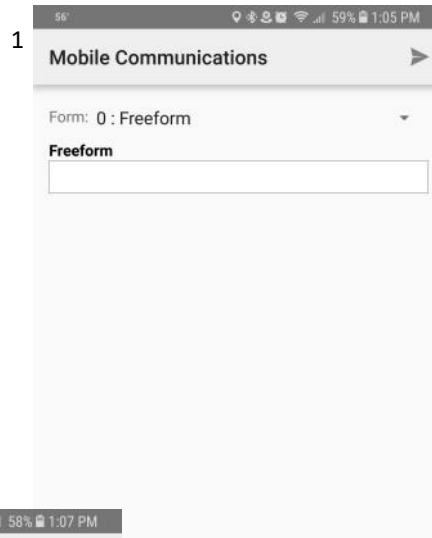 56°
59% 1:05 PM
1
Mobile Communications
Form: 0 : Freeform
Freeform
58% 1:07 PM